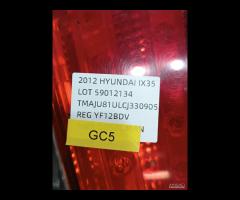 2012 HYUNDAI IX35
LOT 59012134
TMAJU81ULCJ330905
REG YF12BDV
GC5